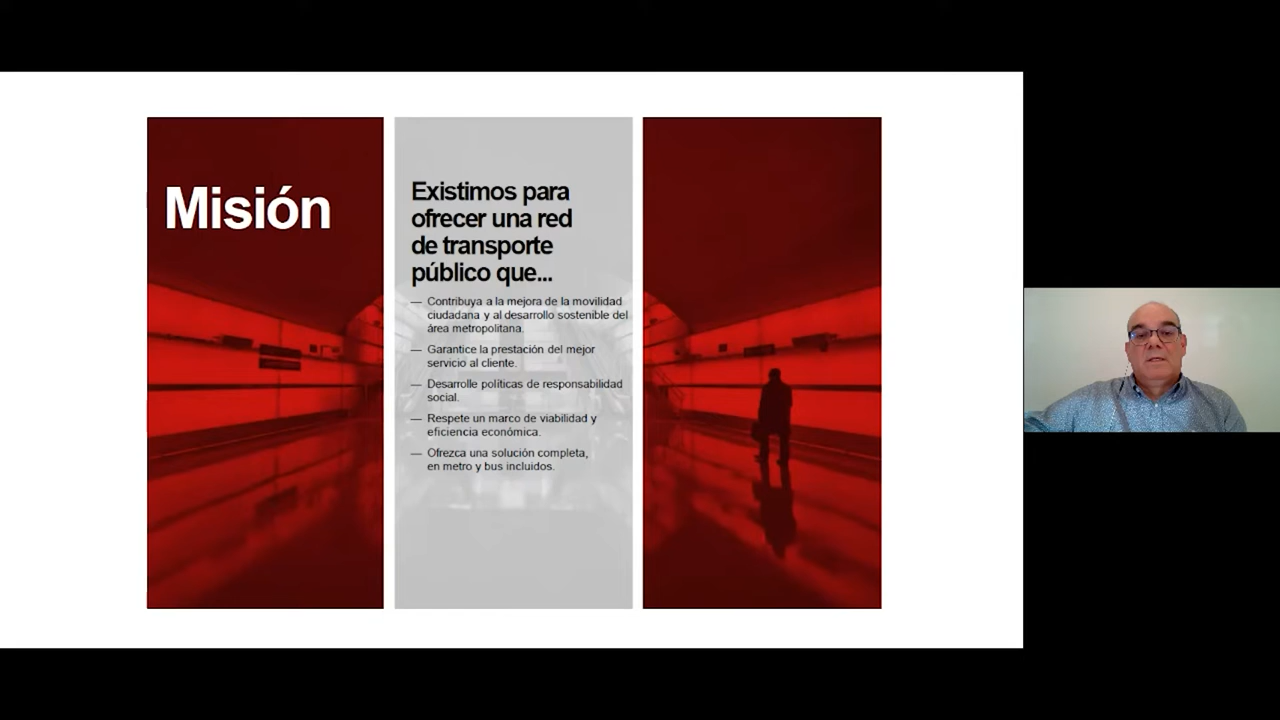 Misión
Existimos para
ofrecer una red
de transporte
público que...
— Contribuya a la mejora de la movilidad
ciudadana y al desarrollo sostenible del
área metropolitana.
— Garantice la prestación del mejor
servicio al cliente.
— Desarrolle políticas de responsabilidad
social.
— Respete un marco de viabilidad y
eficiencia económica.
— Ofrezca una solución completa,
en metro y bus incluidos.